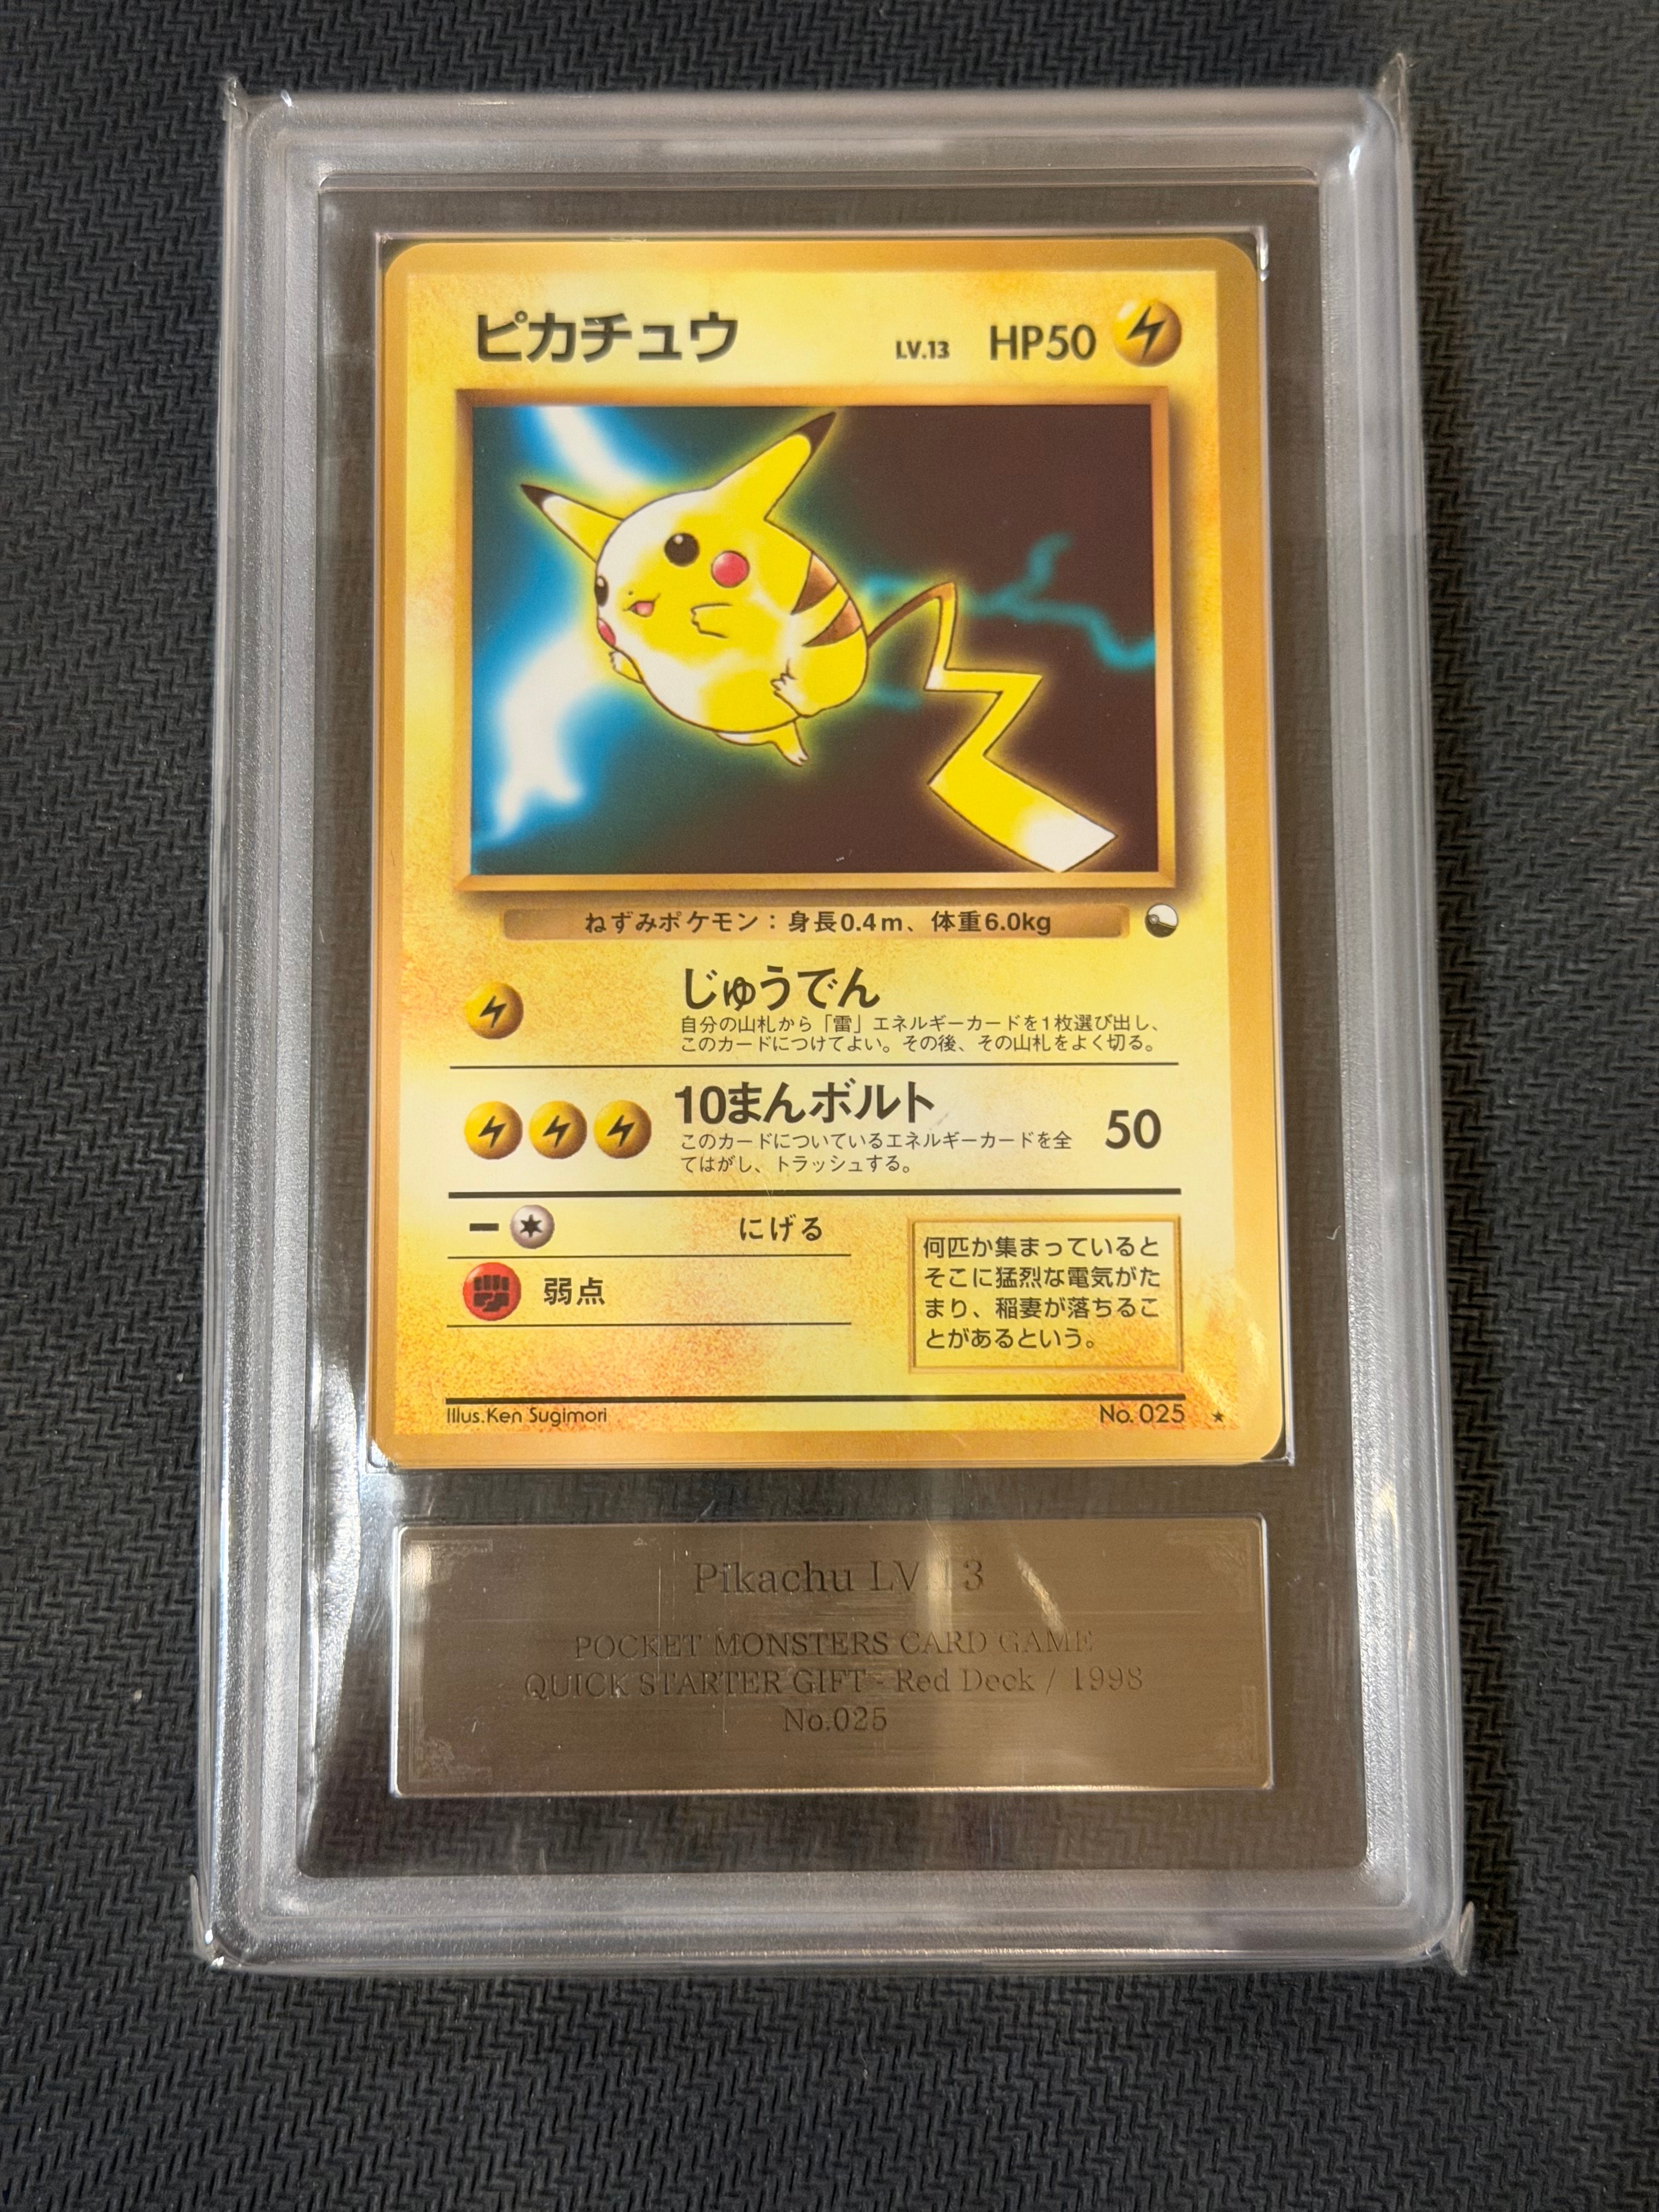 ピカチュウ LV.13 HP50
ねずみポケモン：身長0.4m、体重6.0kg
じゅうでん
自分の山札から「雷」エネルギーカードを1枚選び出し、
このカードにつけてよい。その後、その山札をよく切る。
10まんボルト 50
このカードについているエネルギーカードを全
てはがし、トラッシュする。
ー にげる
弱点
何匹か集まっていると
そこに猛烈な電気がた
まり、稲妻が落ちるこ
とがあるという。
Illus.Ken Sugimori No. 025 ★
Pikachu LV.13
POCKET MONSTERS CARD GAME
QUICK STARTER GIFT - Red Deck / 1998
No.025